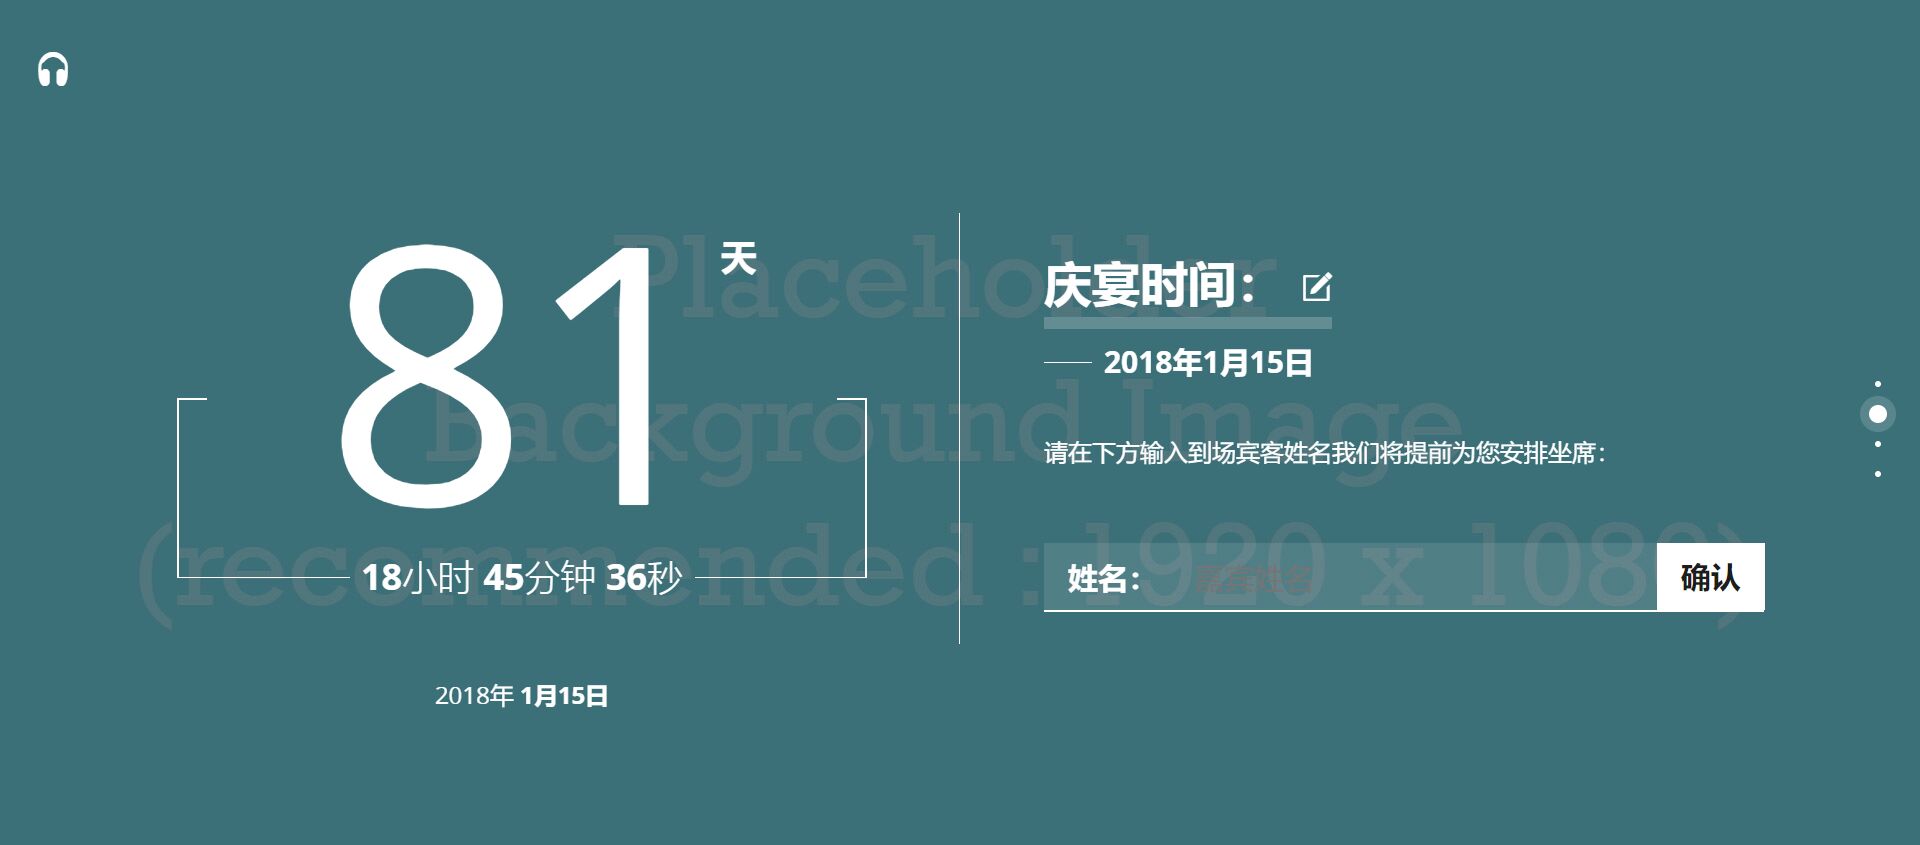 81天
18小时 45分钟 36秒
2018年 1月15日
庆宴时间：
2018年1月15日
请在下方输入到场宾客姓名我们将提前为您安排坐席：
姓名： 嘉宾姓名 确认
Placeholder
Background Image
(recommended : 1920 x 1080)